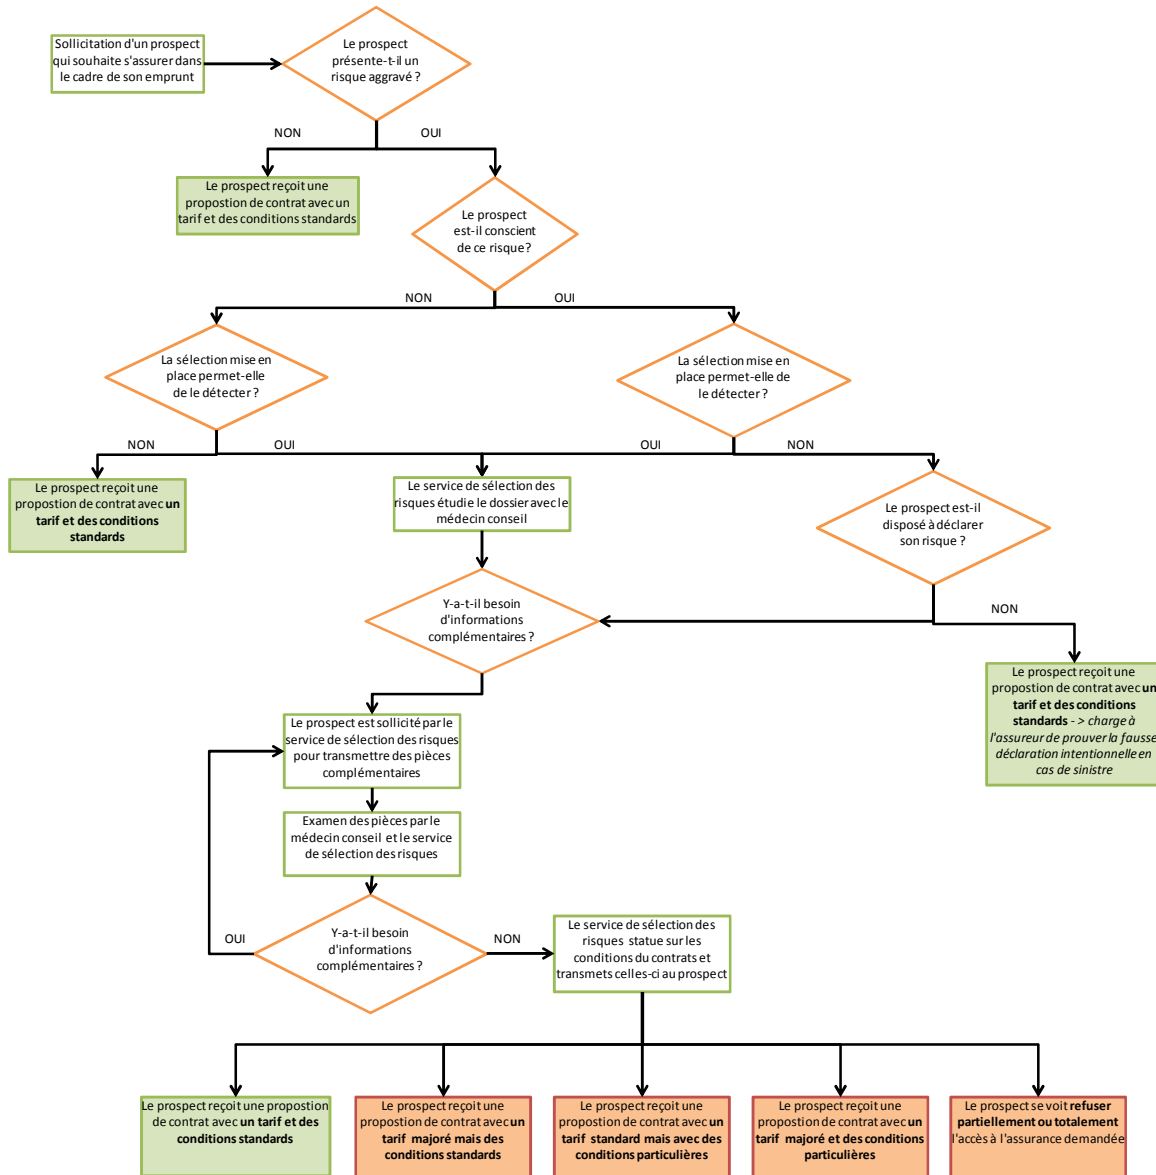 Sollicitation d'un prospect
qui souhaite s'assurer dans
le cadre de son emprunt
Le prospect
présente-t-il un
risque aggravé ?
NON
OUI
Le prospect reçoit une
propostion de contrat avec un
tarif et des conditions standards
Le prospect
est-il conscient
de ce risque?
NON
OUI
La sélection mise en
place permet-elle
de le détecter ?
La sélection mise en
place permet-elle de
le détecter ?
NON
OUI
OUI
NON
Le prospect reçoit une
propostion de contrat avec un
tarif et des conditions
standards
Le service de sélection des
risques étudie le dossier avec le
médecin conseil
Le prospect est-il
disposé à déclarer
son risque ?
Y-a-t-il besoin
d'informations
complémentaires ?
NON
Le prospect reçoit une
propostion de contrat avec un
tarif et des conditions
standards - > charge à
l'assureur de prouver la fausse
déclaration intentionnelle en
cas de sinistre
Le prospect est sollicité par le
service de sélection des risques
pour transmettre des pièces
complémentaires
Examen des pièces par le
médecin conseil et le service
de sélection des risques
OUI
Y-a-t-il besoin
d'informations
complémentaires ?
NON
Le service de sélection des
risques statue sur les
conditions du contrats et
transmets celles-ci au prospect
Le prospect reçoit une propostion
de contrat avec un tarif et des
conditions standards
Le prospect reçoit une
propostion de contrat avec un
tarif majoré mais des
conditions standards
Le prospect reçoit une
propostion de contrat avec un
tarif standard mais avec des
conditions particulières
Le prospect reçoit une
propostion de contrat avec un
tarif majoré et des conditions
particulières
Le prospect se voit refuser
partiellement ou totalement
l'accès à l'assurance demandée